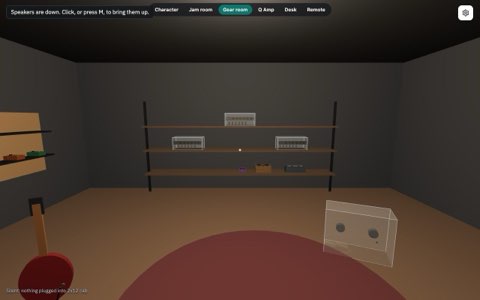 Speakers are down. Click, or press M, to bring them up.
Character
Jam room
Gear room
Q Amp
Desk
Remote